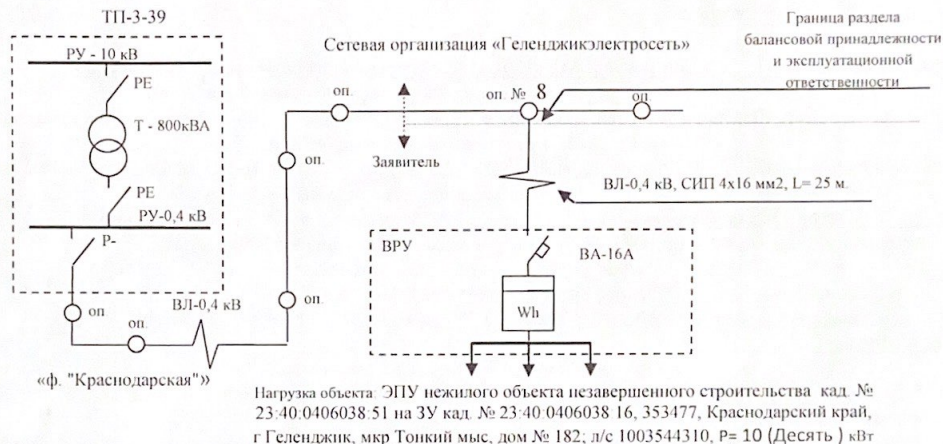 ТП-3-39
Граница раздела
балансовой принадлежности
и эксплуатационной
ответственности
Сетевая организация «Геленджикэлектросеть»
РУ - 10 кВ
РЕ
Т - 800кВА
РЕ
РУ-0,4 кВ
Р-
оп.
оп. № 8
оп.
Заявитель
оп.
ВЛ-0,4 кВ, СИП 4х16 мм2, L= 25 м.
ВРУ
ВА-16А
Wh
оп
ВЛ-0,4 кВ
оп.
оп.
«ф. "Краснодарская"»
Нагрузка объекта: ЭПУ нежилого объекта незавершенного строительства кад. №
23:40:0406038:51 на ЗУ кад. № 23:40:0406038 16, 353477, Краснодарский край,
г Геленджик, мкр Тонкий мыс, дом № 182; л/с 1003544310, Р= 10 (Десять ) кВт